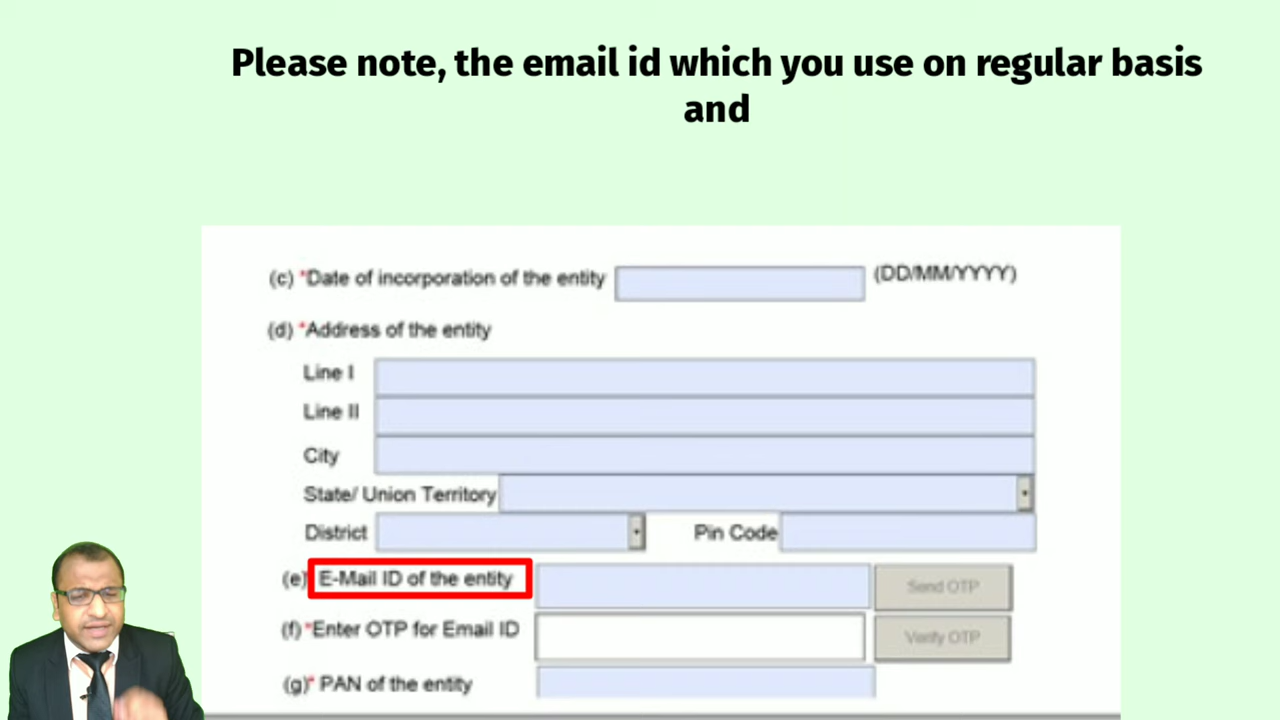 Please note, the email id which you use on regular basis
and
(c) *Date of incorporation of the entity (DD/MM/YYYY)
(d) *Address of the entity
Line I
Line II
City
State/ Union Territory
District Pin Code
(e) E-Mail ID of the entity Send OTP
(f) *Enter OTP for Email ID Verify OTP
(g)* PAN of the entity